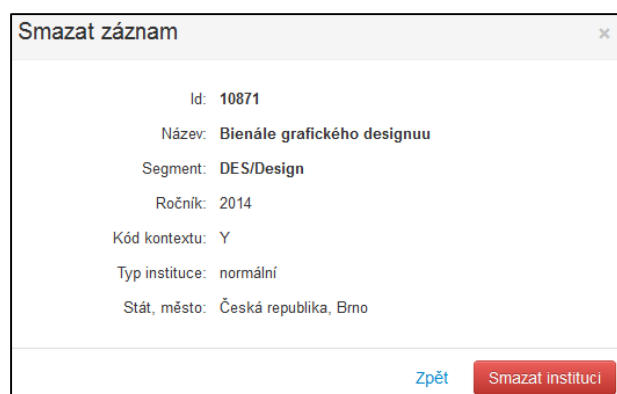 Smazat záznam ×
Id: 10871
Název: Bienále grafického designuu
Segment: DES/Design
Ročník: 2014
Kód kontextu: Y
Typ instituce: normální
Stát, město: Česká republika, Brno
Zpět Smazat instituci